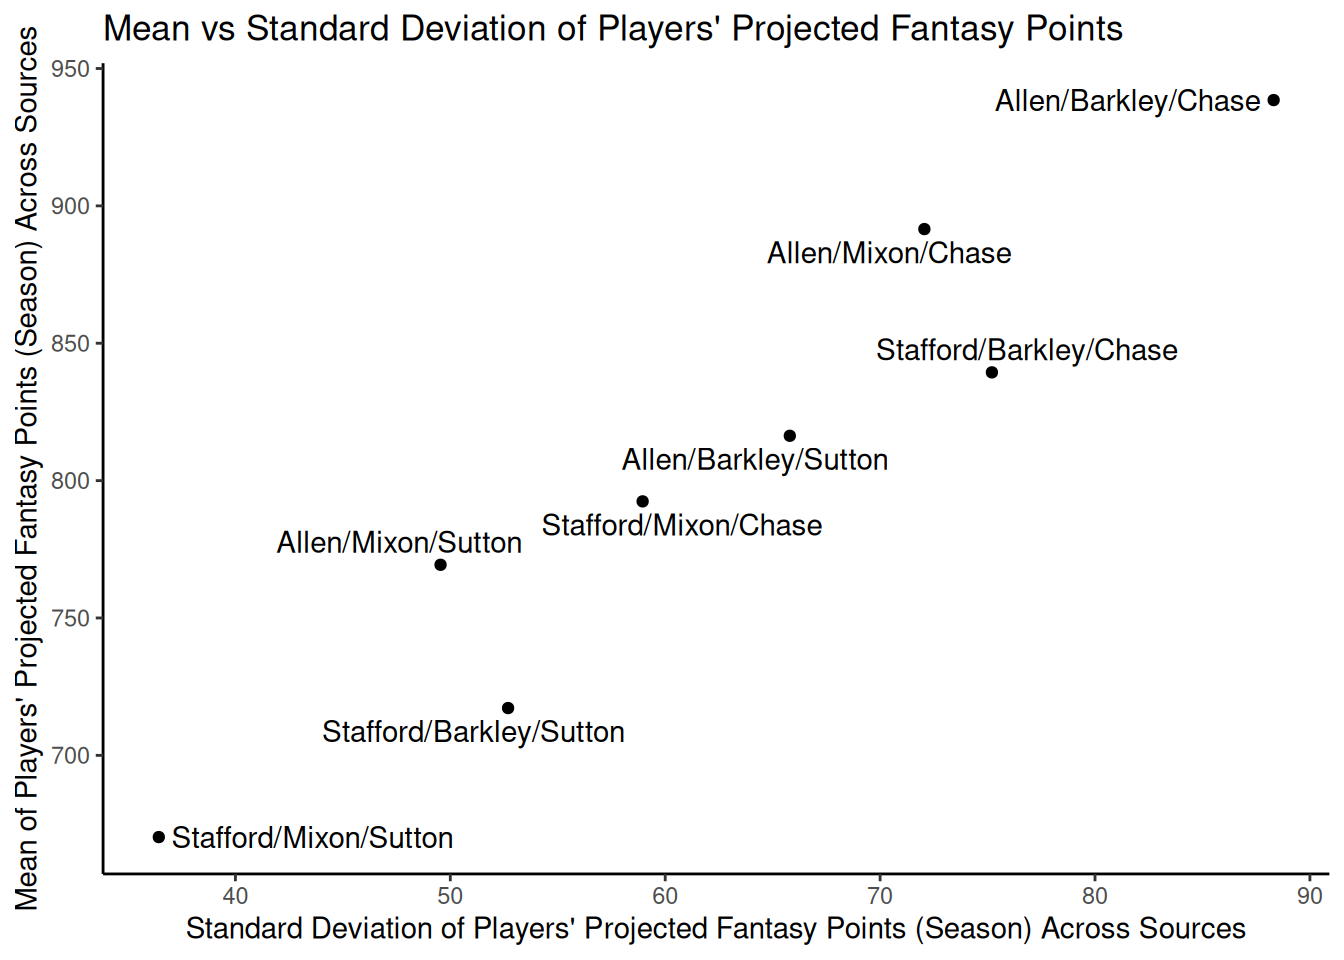 Mean vs Standard Deviation of Players' Projected Fantasy Points
Mean of Players' Projected Fantasy Points (Season) Across Sources
950
900
850
800
750
700
Allen/Barkley/Chase
Allen/Mixon/Chase
Stafford/Barkley/Chase
Allen/Barkley/Sutton
Stafford/Mixon/Chase
Allen/Mixon/Sutton
Stafford/Barkley/Sutton
Stafford/Mixon/Sutton
40
50
60
70
80
90
Standard Deviation of Players' Projected Fantasy Points (Season) Across Sources